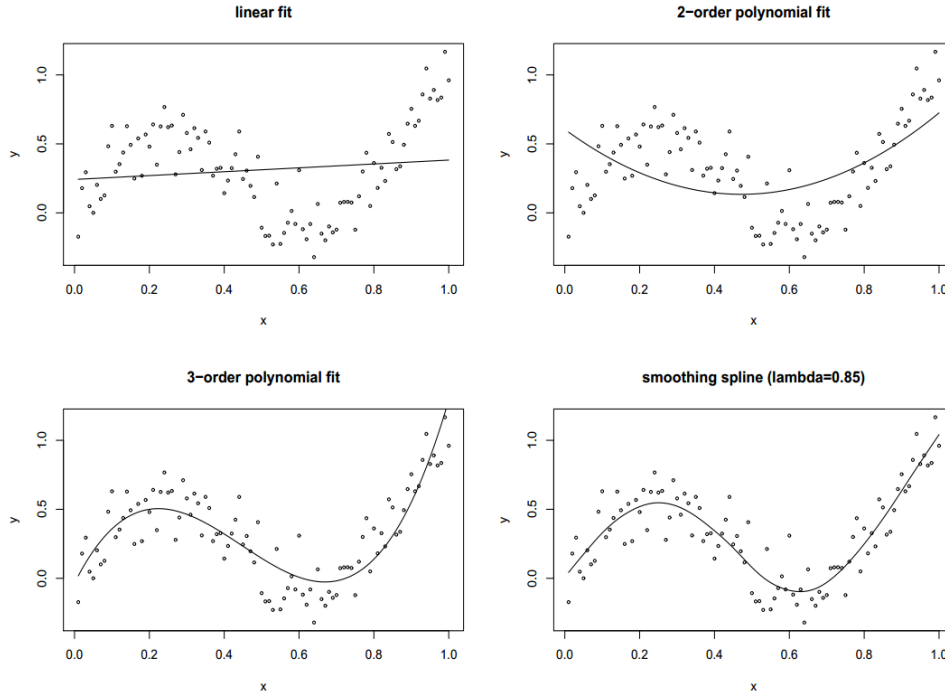 linear fit
1.0
0.5
0.0
y
0.0 0.2 0.4 0.6 0.8 1.0
x
2−order polynomial fit
1.0
0.5
0.0
y
0.0 0.2 0.4 0.6 0.8 1.0
x
3−order polynomial fit
1.0
0.5
0.0
y
0.0 0.2 0.4 0.6 0.8 1.0
x
smoothing spline (lambda=0.85)
1.0
0.5
0.0
y
0.0 0.2 0.4 0.6 0.8 1.0
x